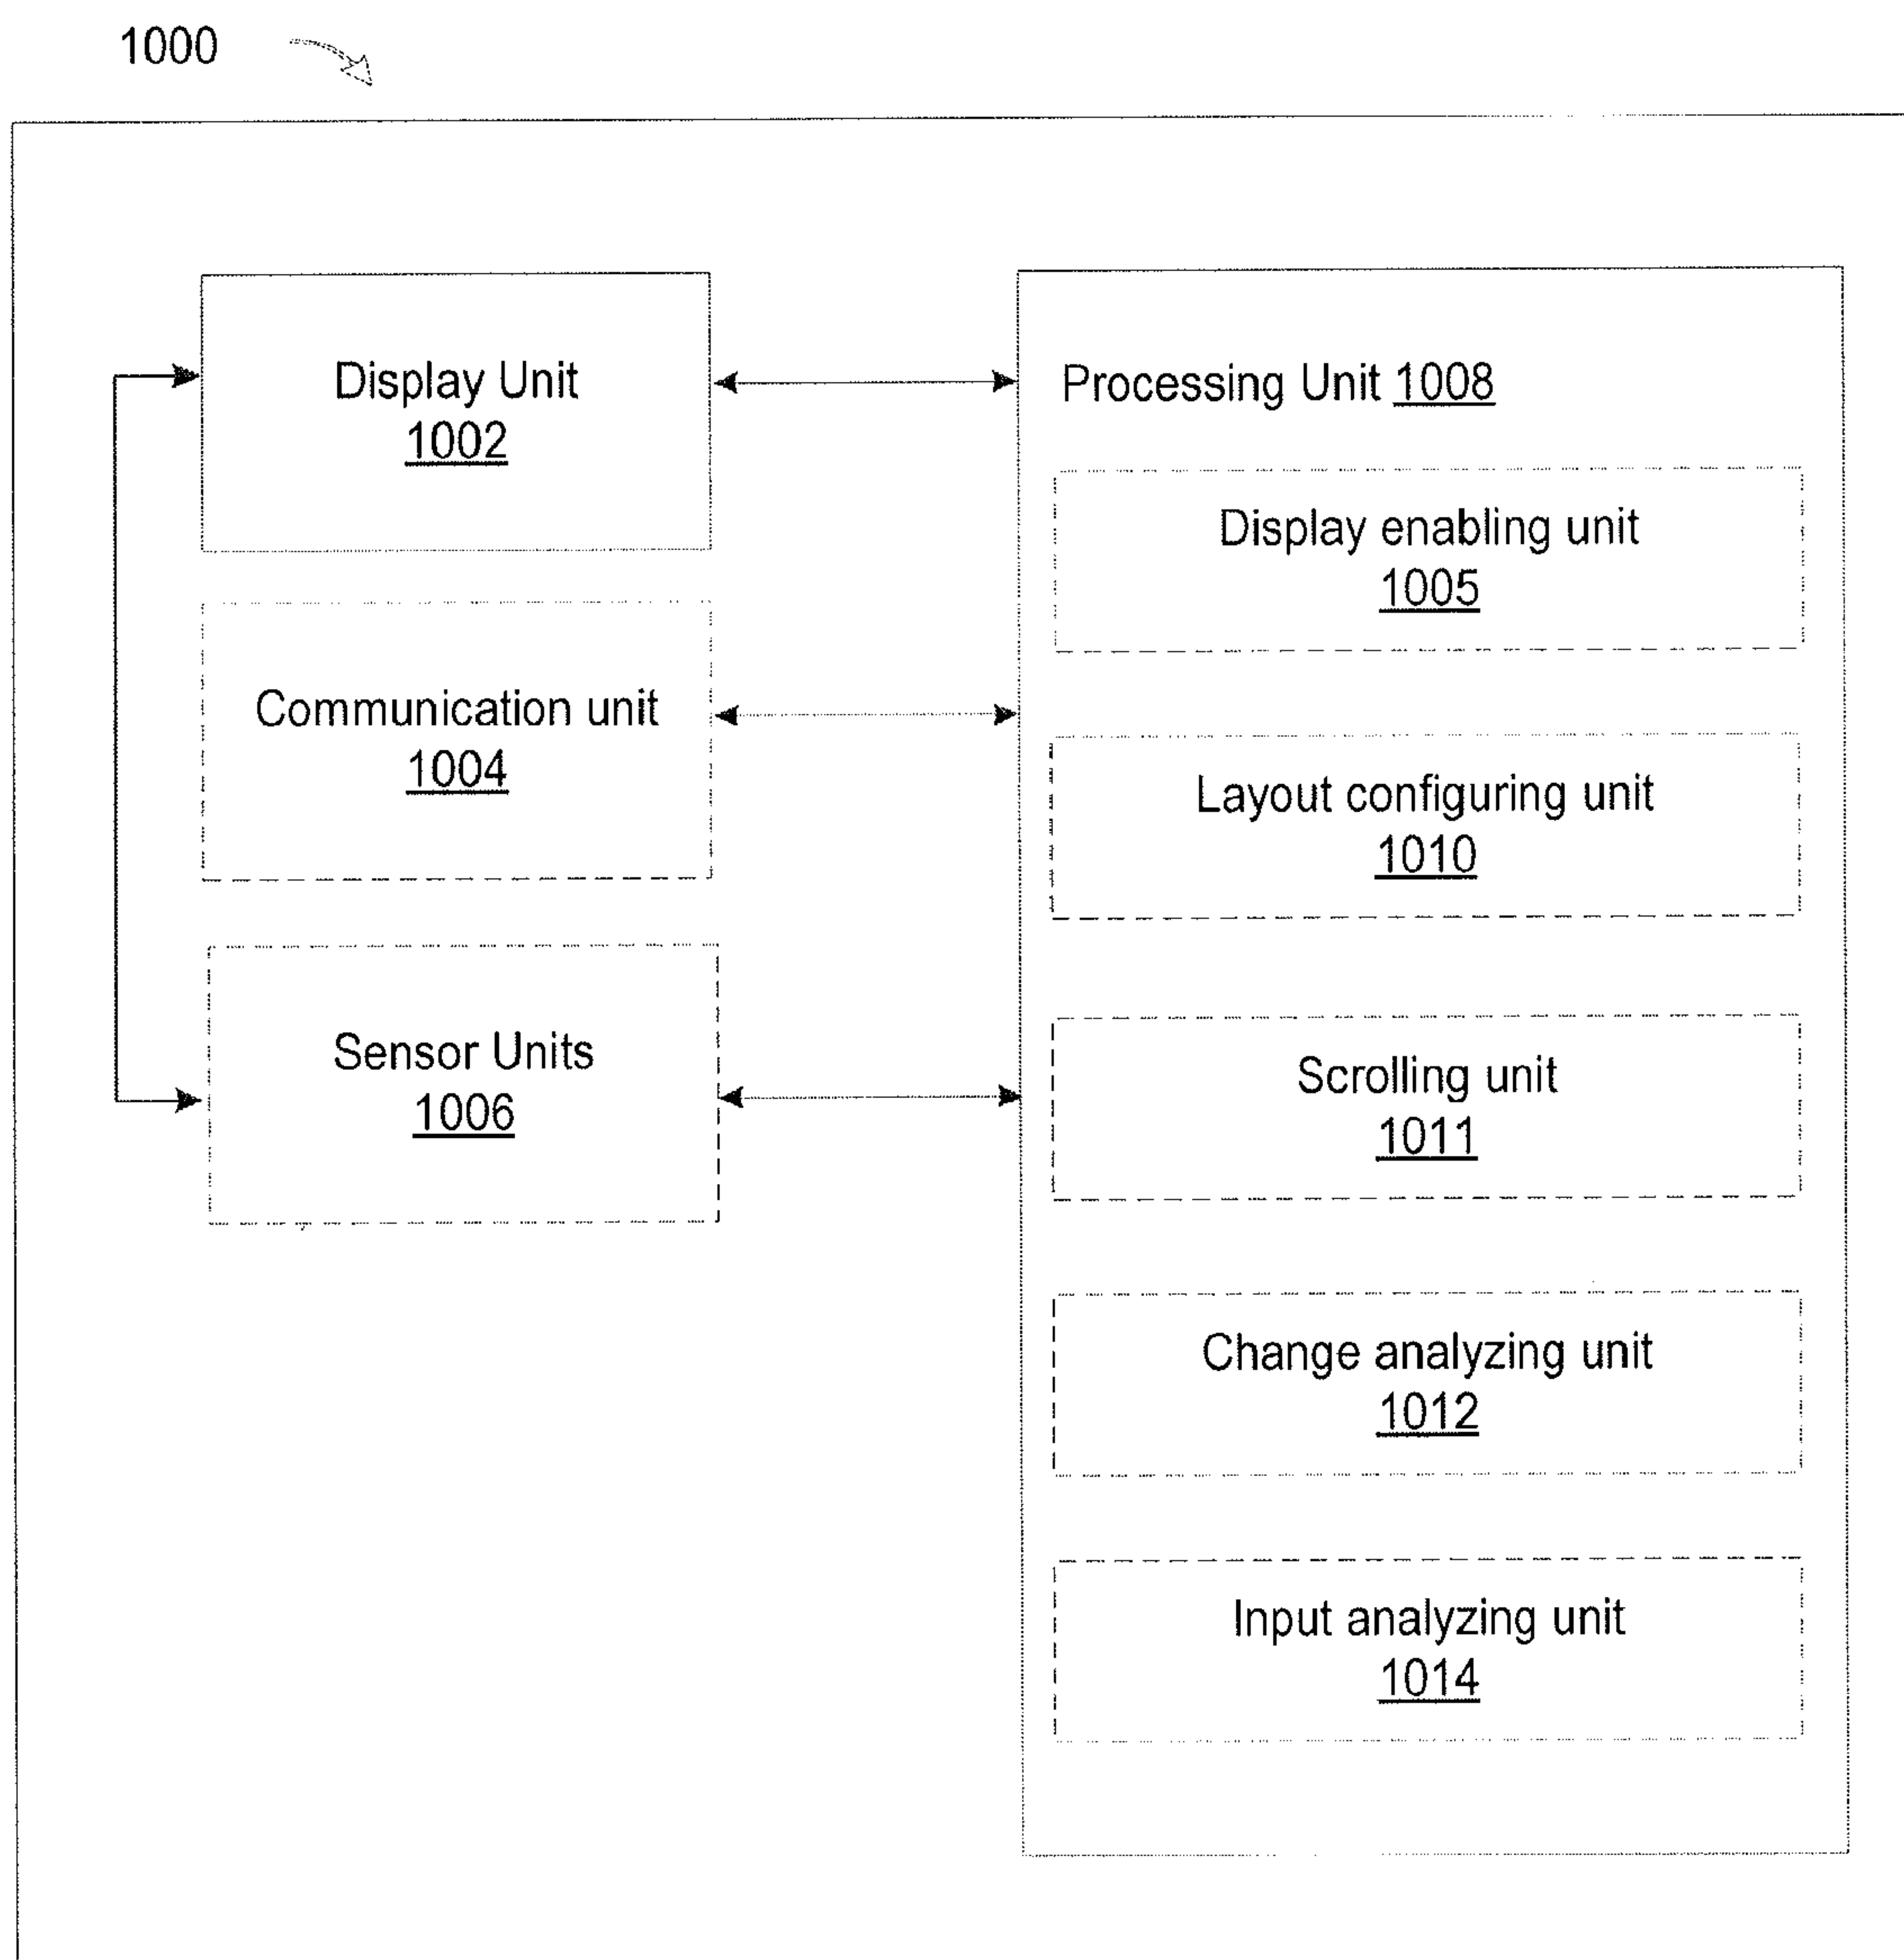 1000
Display Unit
1002
Communication unit
1004
Sensor Units
1006
Processing Unit 1008
Display enabling unit
1005
Layout configuring unit
1010
Scrolling unit
1011
Change analyzing unit
1012
Input analyzing unit
1014